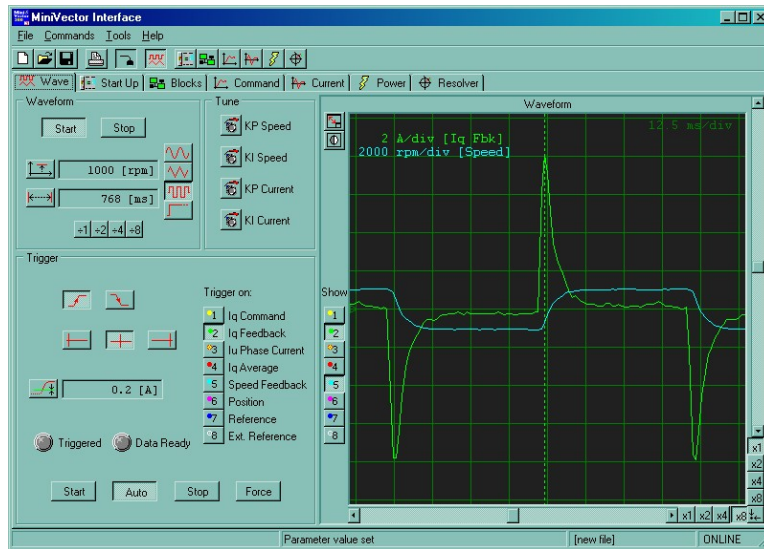 MiniVector Interface
File Commands Tools Help
Wave Start Up Blocks Command Current Power Resolver
Waveform
Start Stop
1000 [rpm]
768 [ms]
÷1 ÷2 ÷4 ÷8
Tune
KP Speed
KI Speed
KP Current
KI Current
Trigger
0.2 [A]
Triggered Data Ready
Start Auto Stop Force
Trigger on:
1 Iq Command
2 Iq Feedback
3 Iu Phase Current
4 Iq Average
5 Speed Feedback
6 Position
7 Reference
8 Ext. Reference
Show
1
2
3
4
5
6
7
8
Waveform
12.5 ms/div
2 A/div [Iq Fbk]
2000 rpm/div [Speed]
x1
x2
x4
x8
x1 x2 x4 x8
Parameter value set [new file] ONLINE